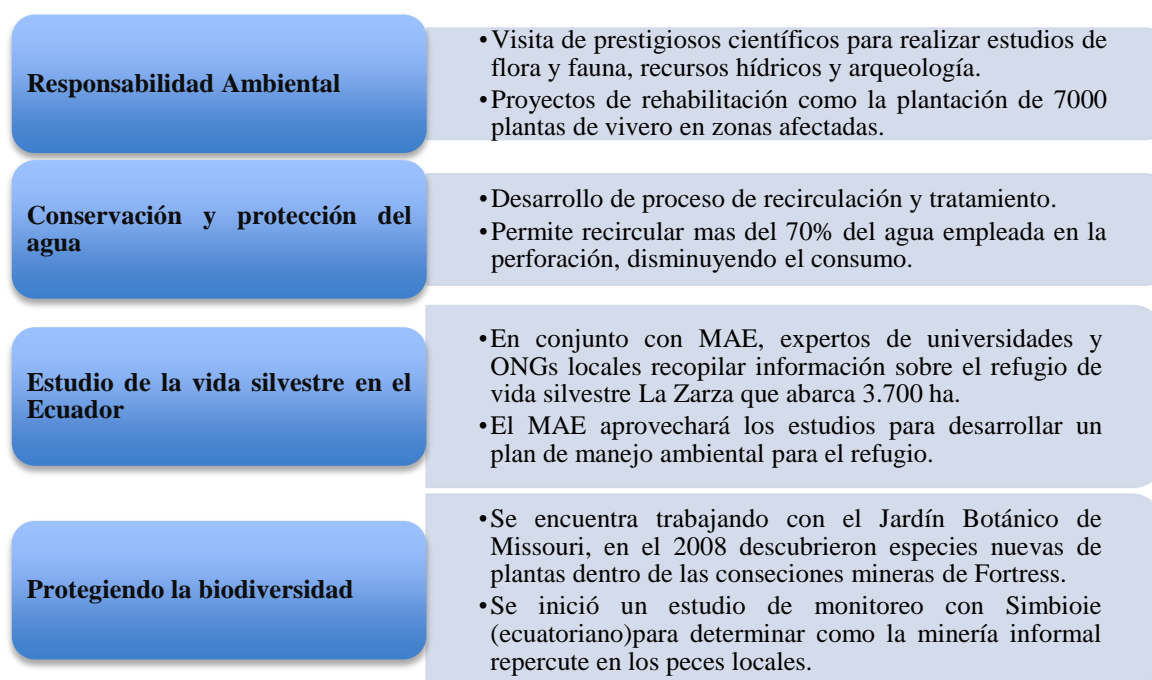 Responsabilidad Ambiental
•Visita de prestigiosos científicos para realizar estudios de
flora y fauna, recursos hídricos y arqueología.
•Proyectos de rehabilitación como la plantación de 7000
plantas de vivero en zonas afectadas.
Conservación y protección del
agua
•Desarrollo de proceso de recirculación y tratamiento.
•Permite recircular mas del 70% del agua empleada en la
perforación, disminuyendo el consumo.
Estudio de la vida silvestre en el
Ecuador
•En conjunto con MAE, expertos de universidades y
ONGs locales recopilar información sobre el refugio de
vida silvestre La Zarza que abarca 3.700 ha.
•El MAE aprovechará los estudios para desarrollar un
plan de manejo ambiental para el refugio.
Protegiendo la biodiversidad
•Se encuentra trabajando con el Jardín Botánico de
Missouri, en el 2008 descubrieron especies nuevas de
plantas dentro de las conseciones mineras de Fortress.
•Se inició un estudio de monitoreo con Simbioie
(ecuatoriano)para determinar como la minería informal
repercute en los peces locales.